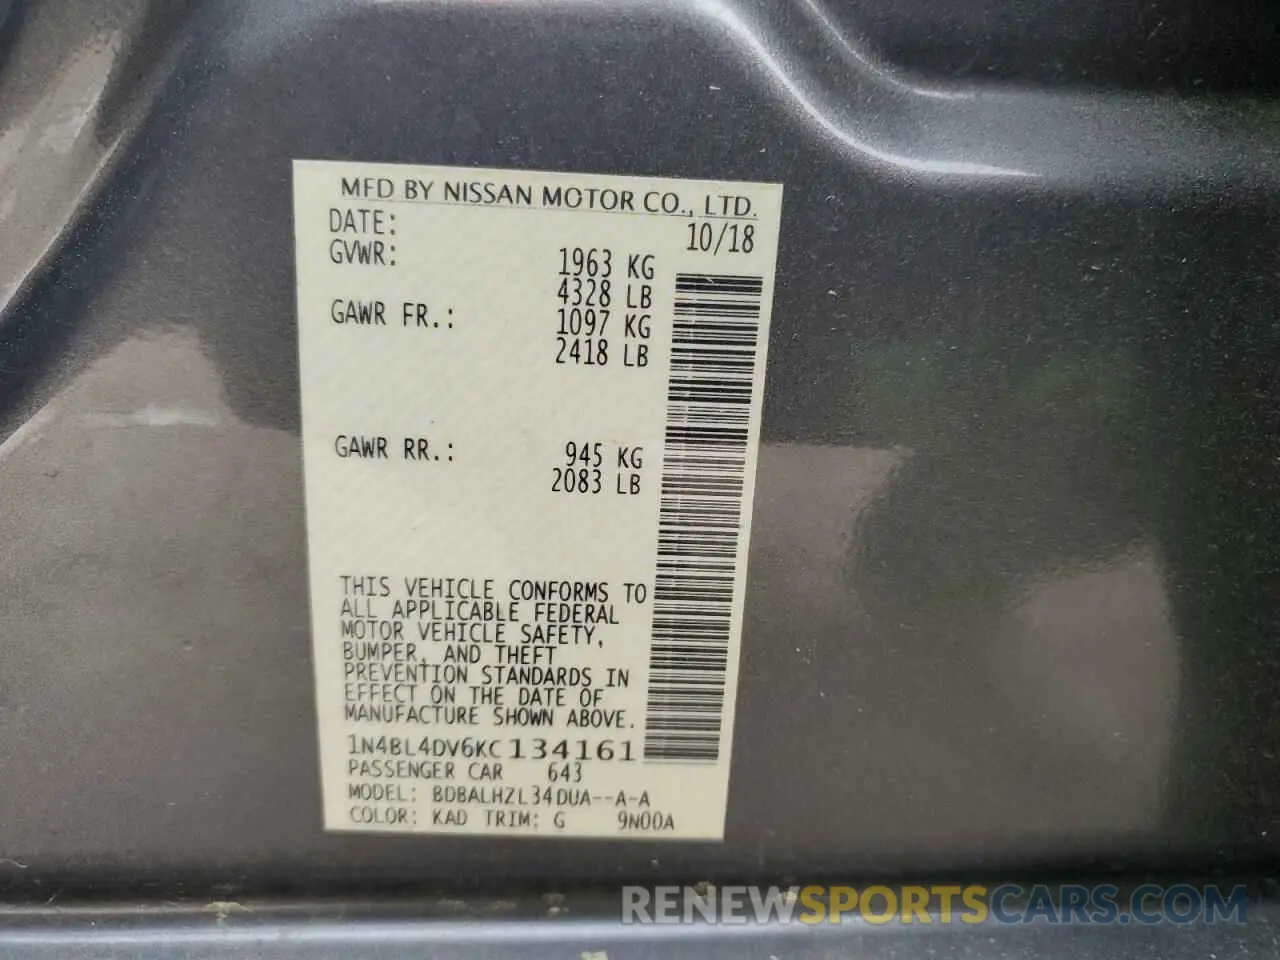 MFD BY NISSAN MOTOR CO., LTD.
DATE: 10/18
GVWR: 1963 KG
4328 LB
GAWR FR.: 1097 KG
2418 LB
GAWR RR.: 945 KG
2083 LB
THIS VEHICLE CONFORMS TO
ALL APPLICABLE FEDERAL
MOTOR VEHICLE SAFETY,
BUMPER, AND THEFT
PREVENTION STANDARDS IN
EFFECT ON THE DATE OF
MANUFACTURE SHOWN ABOVE.
1N4BL4DV6KC134161
PASSENGER CAR 643
MODEL: BDBALHZL34DUA--A-A
COLOR: KAD TRIM: G 9N00A
RENEWSPORTSCARS.COM